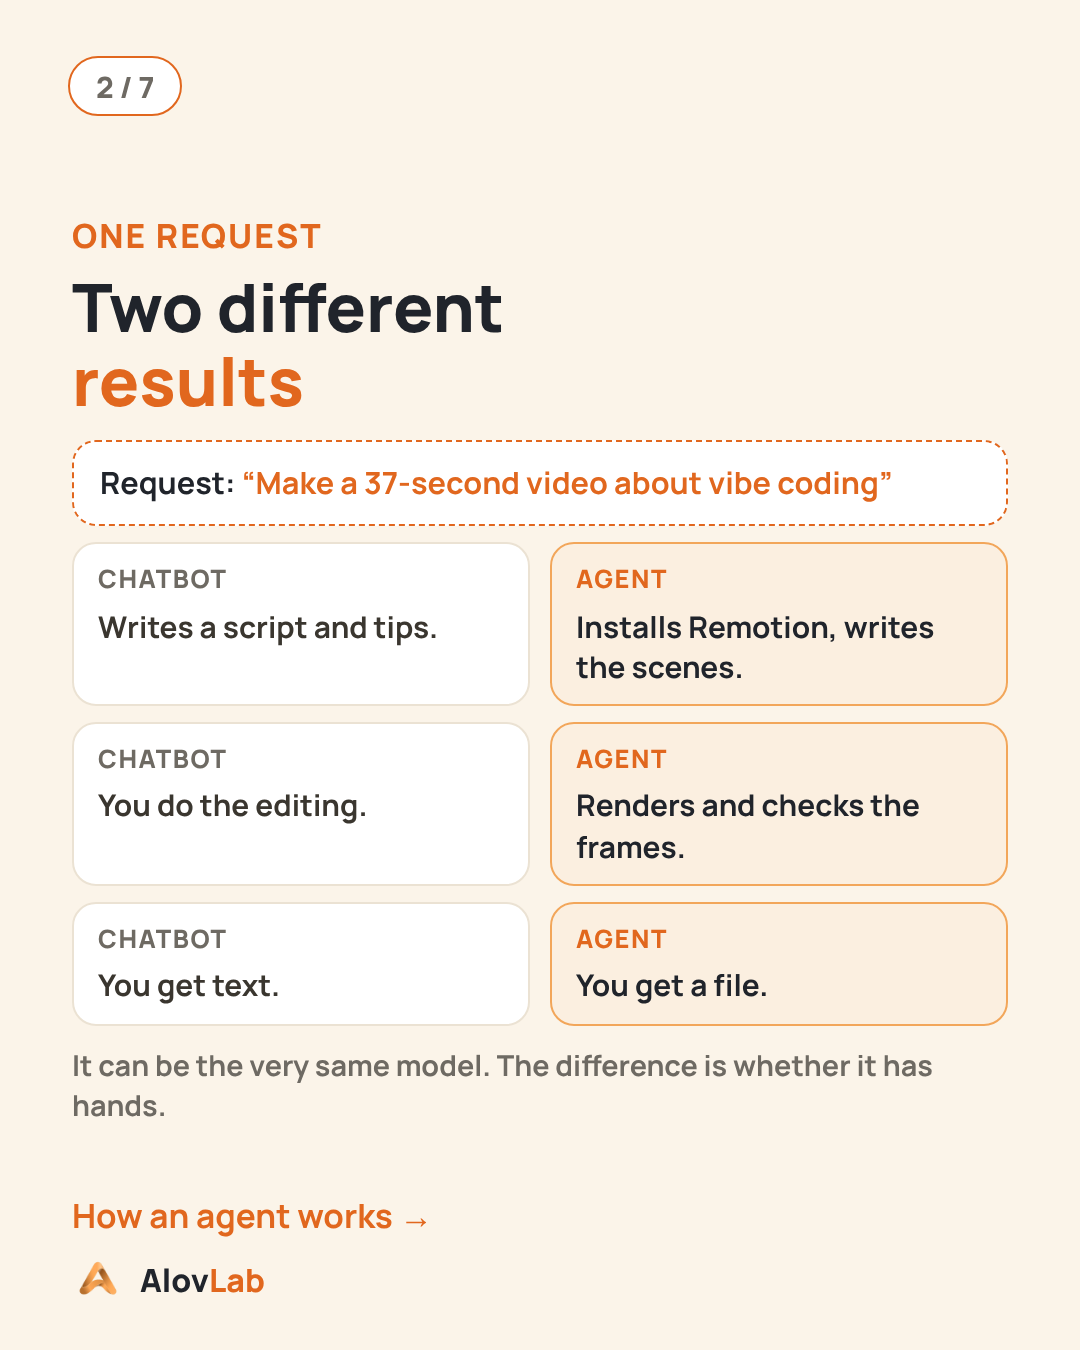 2 / 7
ONE REQUEST
Two different
results
Request: “Make a 37-second video about vibe coding”
CHATBOT
Writes a script and tips.
AGENT
Installs Remotion, writes
the scenes.
CHATBOT
You do the editing.
AGENT
Renders and checks the
frames.
CHATBOT
You get text.
AGENT
You get a file.
It can be the very same model. The difference is whether it has
hands.
How an agent works →
AlovLab